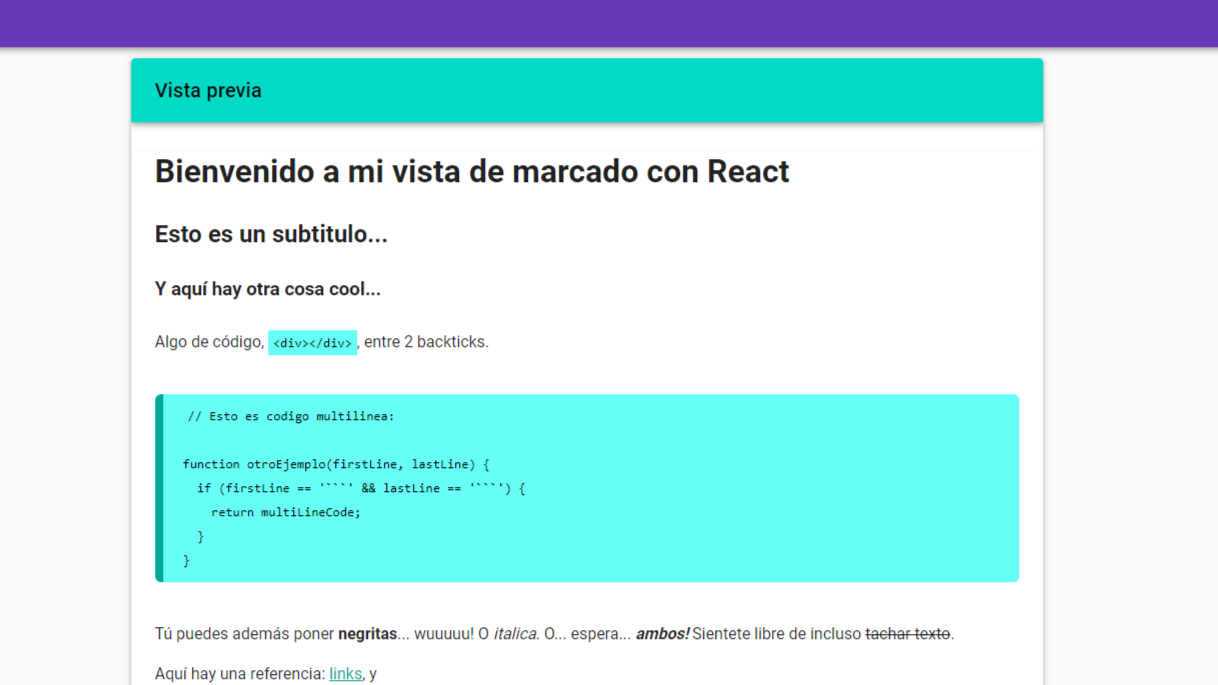 Vista previa
Bienvenido a mi vista de marcado con React
Esto es un subtitulo...
Y aquí hay otra cosa cool...
Algo de código, <div></div>, entre 2 backticks.
// Esto es codigo multilinea:
function otroEjemplo(firstLine, lastLine) {
  if (firstLine == '```' && lastLine == '```') {
    return multiLineCode;
  }
}
Tú puedes además poner negritas... wuuuuu! O italica. O... espera... ambos! Sientete libre de incluso tachar texto.
Aquí hay una referencia: links, y